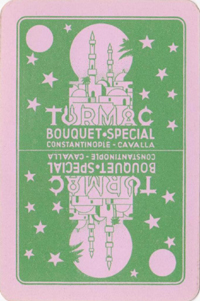 TURMAC
BOUQUET • SPECIAL
CONSTANTINOPLE - CAVALLA
CONSTANTINOPLE - CAVALLA
BOUQUET • SPECIAL
TURMAC